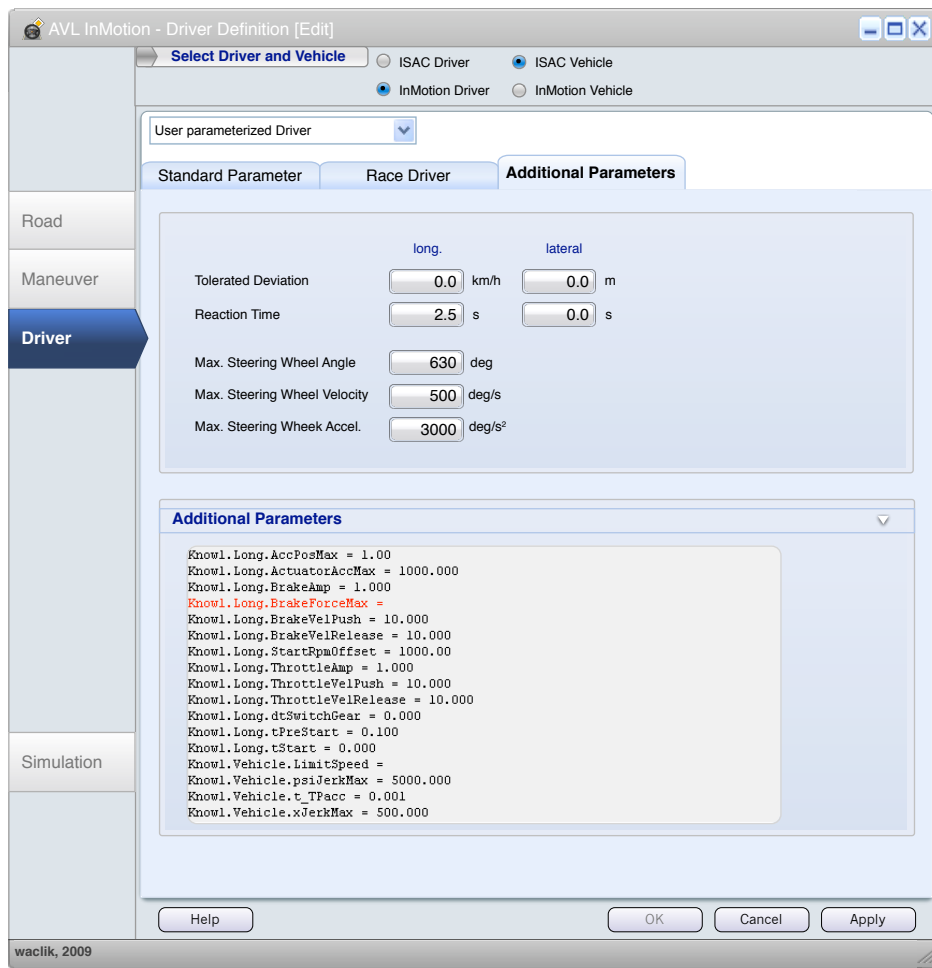 AVL InMotion - Driver Definition [Edit]
Select Driver and Vehicle
ISAC Driver
ISAC Vehicle
InMotion Driver
InMotion Vehicle
User parameterized Driver
Standard Parameter
Race Driver
Additional Parameters
Road
Maneuver
Driver
Simulation
long. lateral
Tolerated Deviation 0.0 km/h 0.0 m
Reaction Time 2.5 s 0.0 s
Max. Steering Wheel Angle 630 deg
Max. Steering Wheel Velocity 500 deg/s
Max. Steering Wheek Accel. 3000 deg/s²
Additional Parameters
Knowl.Long.AccPosMax = 1.00
Knowl.Long.ActuatorAccMax = 1000.000
Knowl.Long.BrakeAmp = 1.000
Knowl.Long.BrakeForceMax =
Knowl.Long.BrakeVelPush = 10.000
Knowl.Long.BrakeVelRelease = 10.000
Knowl.Long.StartRpmOffset = 1000.00
Knowl.Long.ThrottleAmp = 1.000
Knowl.Long.ThrottleVelPush = 10.000
Knowl.Long.ThrottleVelRelease = 10.000
Knowl.Long.dtSwitchGear = 0.000
Knowl.Long.tPreStart = 0.100
Knowl.Long.tStart = 0.000
Knowl.Vehicle.LimitSpeed =
Knowl.Vehicle.psiJerkMax = 5000.000
Knowl.Vehicle.t_TPacc = 0.001
Knowl.Vehicle.xJerkMax = 500.000
Help
OK
Cancel
Apply
waclik, 2009